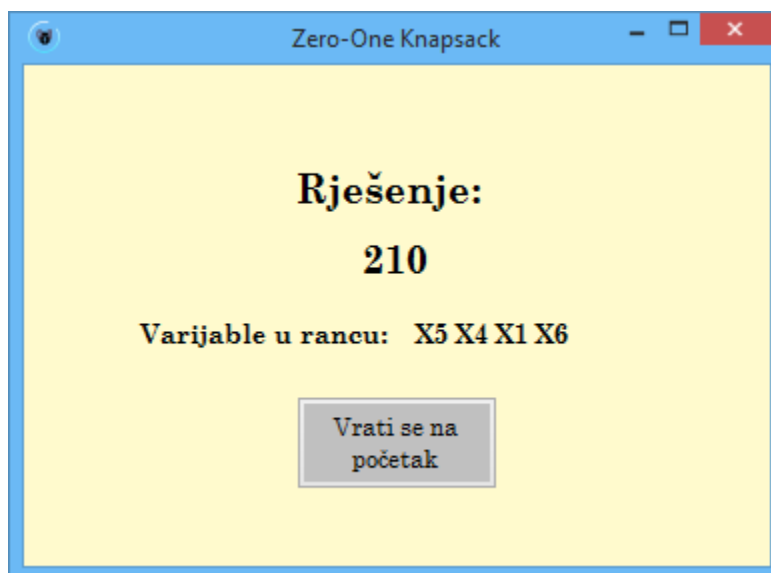 Zero-One Knapsack
Rješenje:
210
Varijable u rancu: X5 X4 X1 X6
Vrati se na
početak